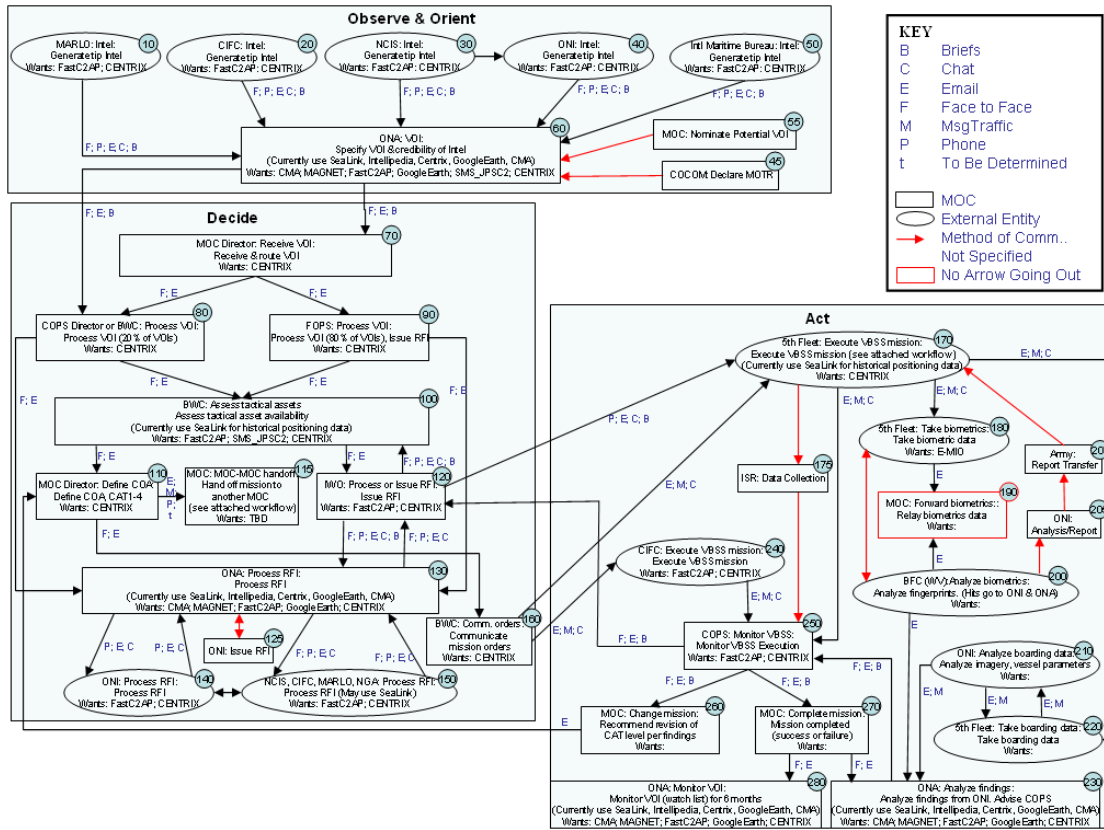 Observe & Orient
MARLO: Intel:
Generatetip Intel
Wants: FastC2AP; CENTRIX
10
CIFC: Intel:
Generatetip Intel
Wants: FastC2AP; CENTRIX
20
NCIS: Intel:
Generatetip Intel
Wants: FastC2AP; CENTRIX
30
ONI: Intel:
Generatetip Intel
Wants: FastC2AP; CENTRIX
40
Intl Maritime Bureau: Intel:
Generatetip Intel
Wants: FastC2AP; CENTRIX
50
F; P; E; C; B
F; P; E; C; B
F; P; E; C; B
F; P; E; C; B
F; P; E; C; B
ONA: VOI:
Specify VOI & credibility of Intel
(Currently use SeaLink, Intellipedia, Centrix, GoogleEarth, CMA)
Wants: CMA; MAGNET; FastC2AP; GoogleEarth; SMS_JPSC2; CENTRIX
60
MOC: Nominate Potential VOI
55
COCOM: Declare MOTR
45
KEY
B Briefs
C Chat
E Email
F Face to Face
M MsgTraffic
P Phone
t To Be Determined
MOC
External Entity
Method of Comm..
Not Specified
No Arrow Going Out
F; E; B
F; E; B
Decide
MOC Director: Receive VOI:
Receive & route VOI
Wants: CENTRIX
70
F; E
F; E
COPS Director or BWC: Process VOI:
Process VOI (20% of VOIs)
Wants: CENTRIX
80
FOPS: Process VOI:
Process VOI (80% of VOIs), Issue RFI
Wants: CENTRIX
90
F; E
F; E
F; E
F; E
BWC: Assess tactical assets
Assess tactical asset availability
(Currently use SeaLink for historical positioning data)
Wants: FastC2AP; SMS_JPSC2; CENTRIX
100
F; E
F; P; E; C; B
MOC Director: Define COA
Define COA, CAT1-4
Wants: CENTRIX
110
E;
M;
P;
t
MOC: MOC-MOC handoff:
Hand off mission to
another MOC
(see attached workflow)
Wants: TBD
115
IWO: Process or Issue RFI:
Issue RFI
Wants: FastC2AP; CENTRIX
120
F; E
F; P; E; C; B
F; P; E; C
ONA: Process RFI:
Process RFI
(Currently use SeaLink, Intellipedia, Centrix, GoogleEarth, CMA)
Wants: CMA; MAGNET; FastC2AP; GoogleEarth; CENTRIX
130
P; E; C
P; E; C
ONI: Issue RFI
125
F; P; E; C
F; P; E; C
BWC: Comm. orders:
Communicate
mission orders
Wants: CENTRIX
160
ONI: Process RFI:
Process RFI
Wants: FastC2AP; CENTRIX
140
NCIS, CIFC, MARLO, NGA: Process RFI:
Process RFI (May use SeaLink)
Wants: FastC2AP; CENTRIX
150
Act
5th Fleet: Execute VBSS mission:
Execute VBSS mission (see attached workflow)
(Currently use SeaLink for historical positioning data)
Wants: CENTRIX
170
E; M; C
P; E; C; B
E; M; C
E; M; C
E; M; C
E; M; C
5th Fleet: Take biometrics:
Take biometric data
Wants: E-MIO
180
ISR: Data Collection
175
Army:
Report Transfer
20
E
MOC: Forward biometrics::
Relay biometrics data
Wants:
190
ONI:
Analysis/Report
205
CIFC: Execute VBSS mission:
Execute VBSS mission
Wants: FastC2AP; CENTRIX
240
E
BFC (WV): Analyze biometrics:
Analyze fingerprints. (Hits go to ONI & ONA)
Wants:
200
E; M; C
F; E; B
COPS: Monitor VBSS:
Monitor VBSS Execution
Wants: FastC2AP; CENTRIX
250
E
ONI: Analyze boarding data:
Analyze imagery, vessel parameters
Wants:
210
F; E; B
F; E; B
F; E; B
E; M
E; M
E; M
E
MOC: Change mission:
Recommend revision of
CAT level per findings
Wants:
260
MOC: Complete mission:
Mission completed
(success or failure)
Wants:
270
5th Fleet: Take boarding data:
Take boarding data
Wants:
220
F; E
F; E
ONA: Monitor VOI:
Monitor VOI (watch list) for 6 months
(Currently use SeaLink, Intellipedia, Centrix, GoogleEarth, CMA)
Wants: CMA; MAGNET; FastC2AP; GoogleEarth; CENTRIX
280
ONA: Analyze findings:
Analyze findings from ONI. Advise COPS
(Currently use SeaLink, Intellipedia, Centrix, GoogleEarth, CMA)
Wants: CMA; MAGNET; FastC2AP; GoogleEarth; CENTRIX
230